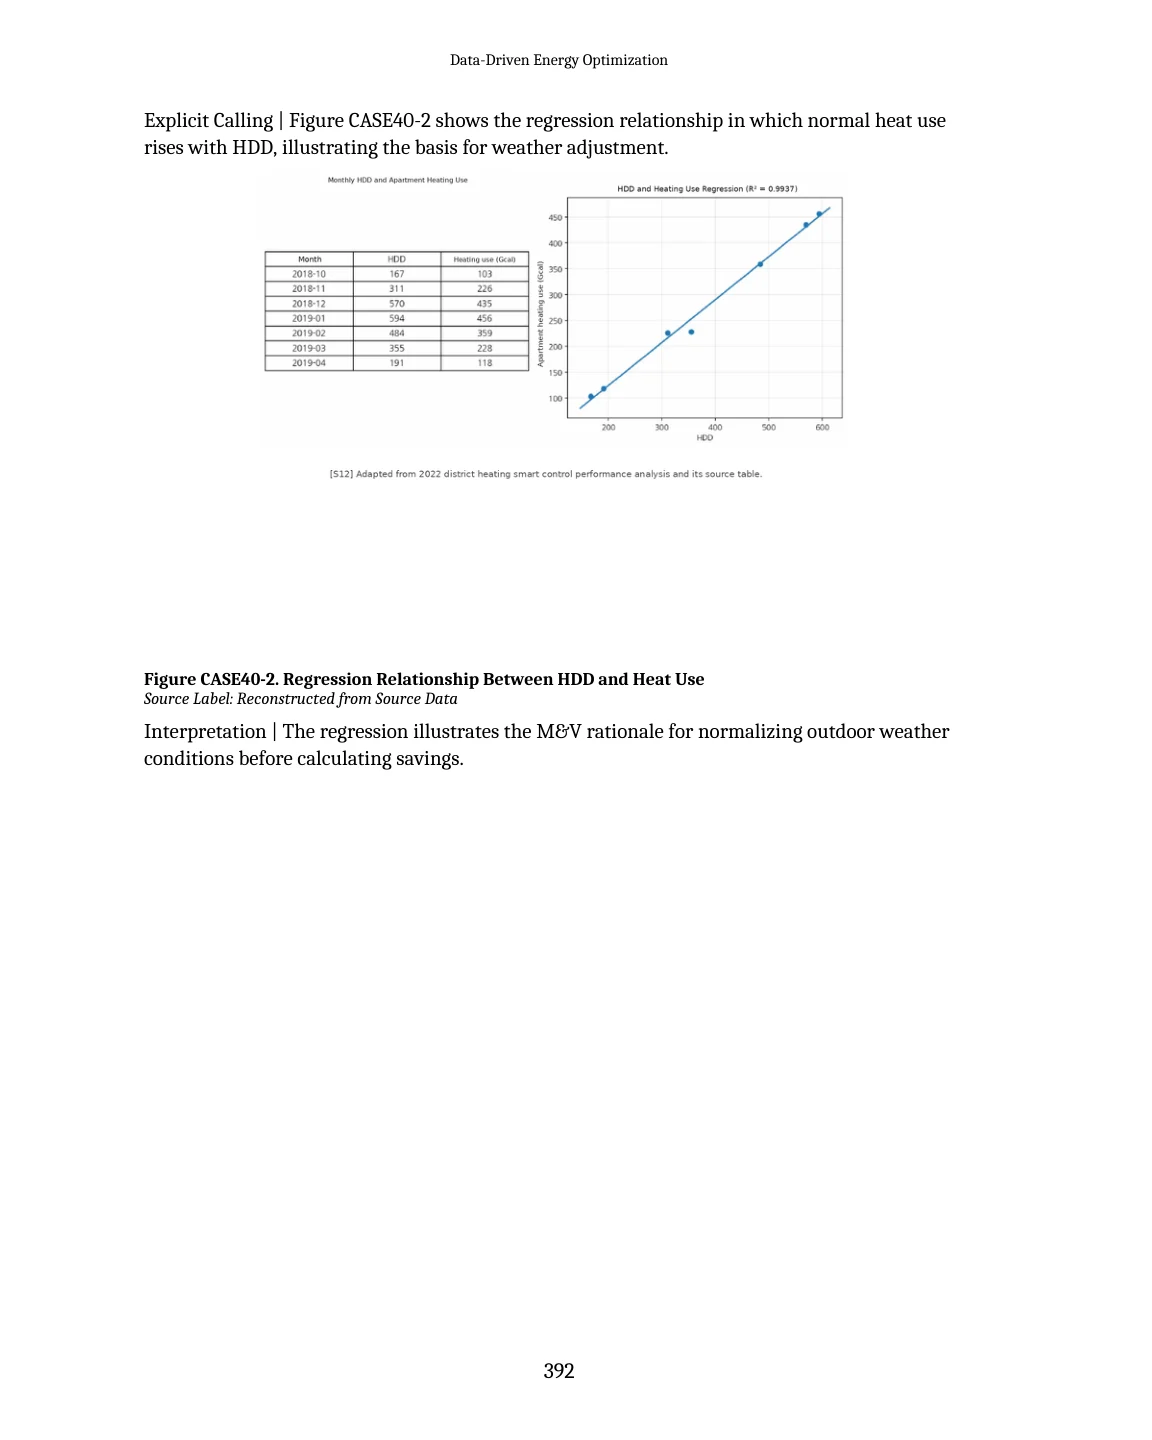 Data-Driven Energy Optimization
Explicit Calling | Figure CASE40-2 shows the regression relationship in which normal heat use
rises with HDD, illustrating the basis for weather adjustment.
Monthly HDD and Apartment Heating Use
Month HDD Heating use (Gcal)
2018-10 167 103
2018-11 311 226
2018-12 570 435
2019-01 594 456
2019-02 484 359
2019-03 355 228
2019-04 191 118
HDD and Heating Use Regression (R² = 0.9937)
Apartment heating use (Gcal)
450
400
350
300
250
200
150
100
200 300 400 500 600
HDD
[S12] Adapted from 2022 district heating smart control performance analysis and its source table.
Figure CASE40-2. Regression Relationship Between HDD and Heat Use
Source Label: Reconstructed from Source Data
Interpretation | The regression illustrates the M&V rationale for normalizing outdoor weather
conditions before calculating savings.
392